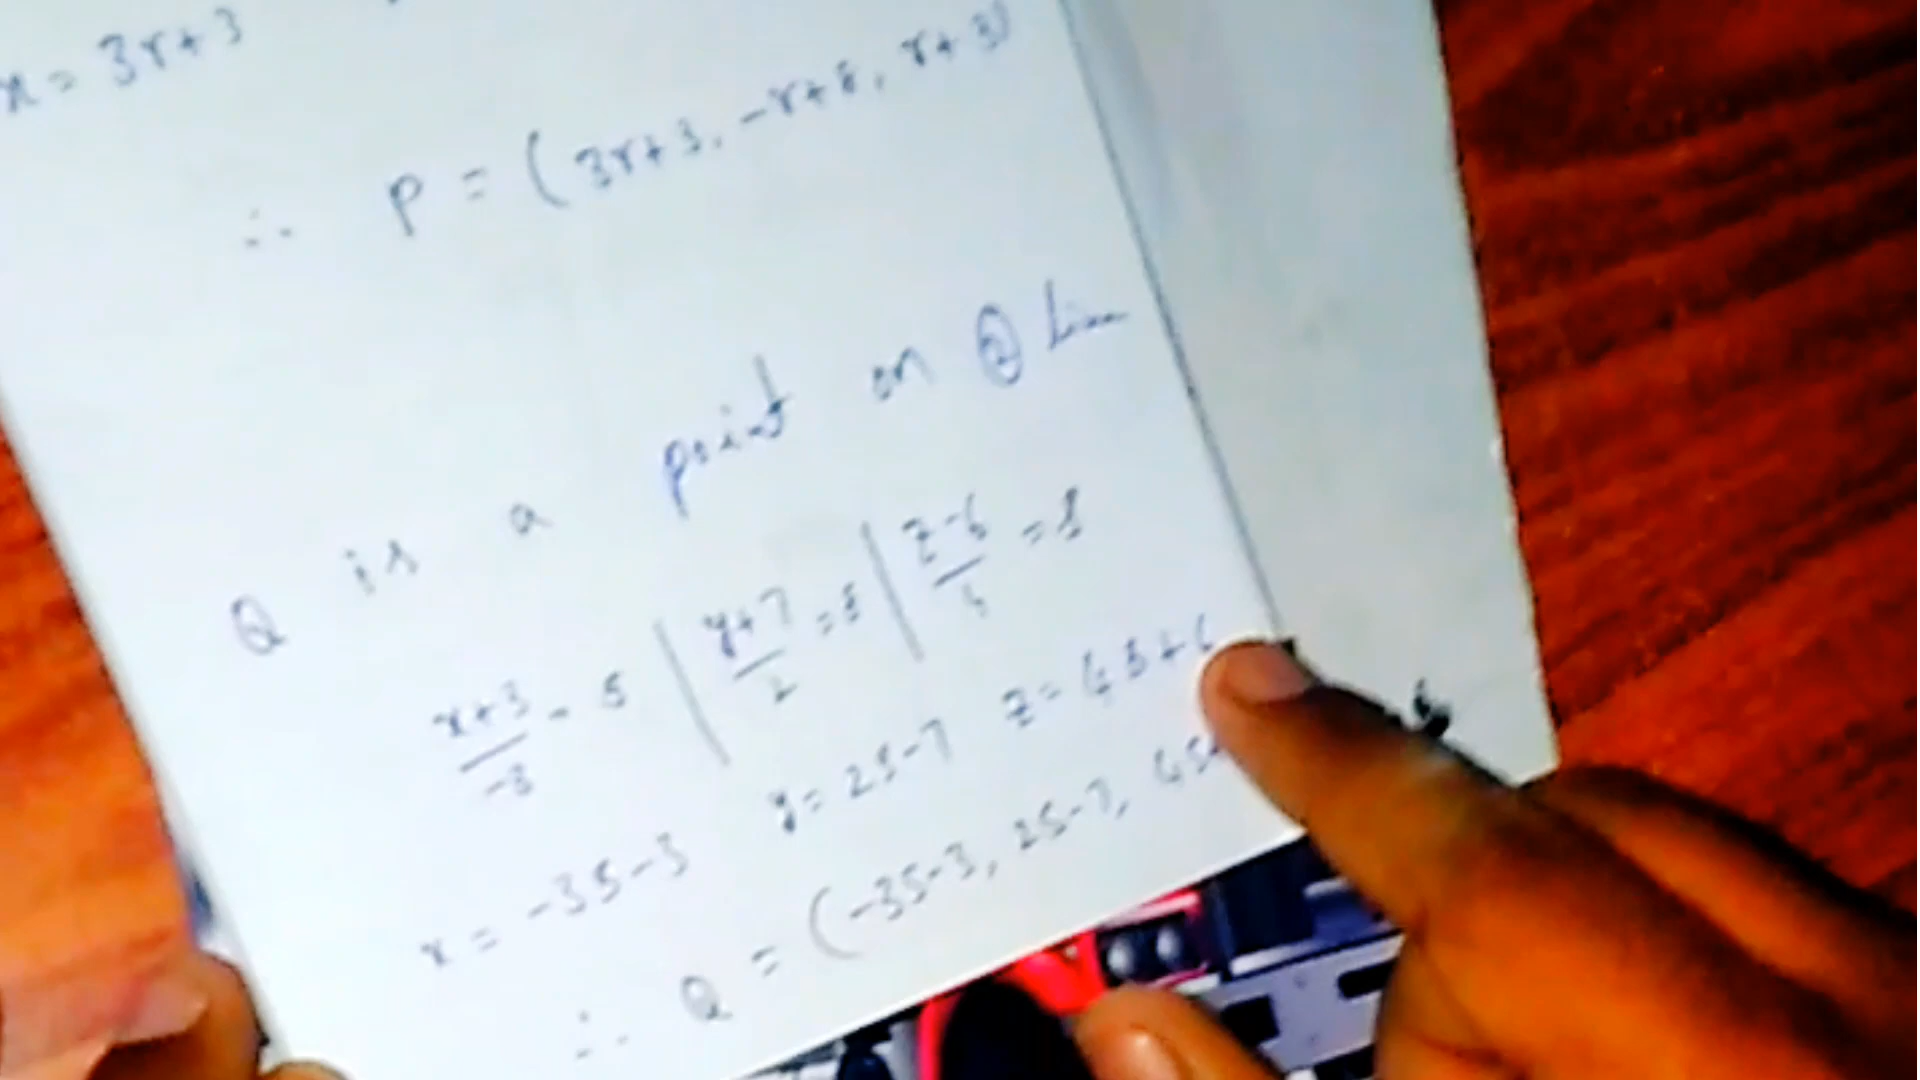 x = 3r+3
∴ P = (3r+3, -r+8, r+3)
Q is a point on ② Line
x+3/-3 = s | y+7/2 = s | z-6/4 = s
x = -3s-3 y = 2s-7 z = 4s+6
∴ Q = (-3s-3, 2s-7, 4s+